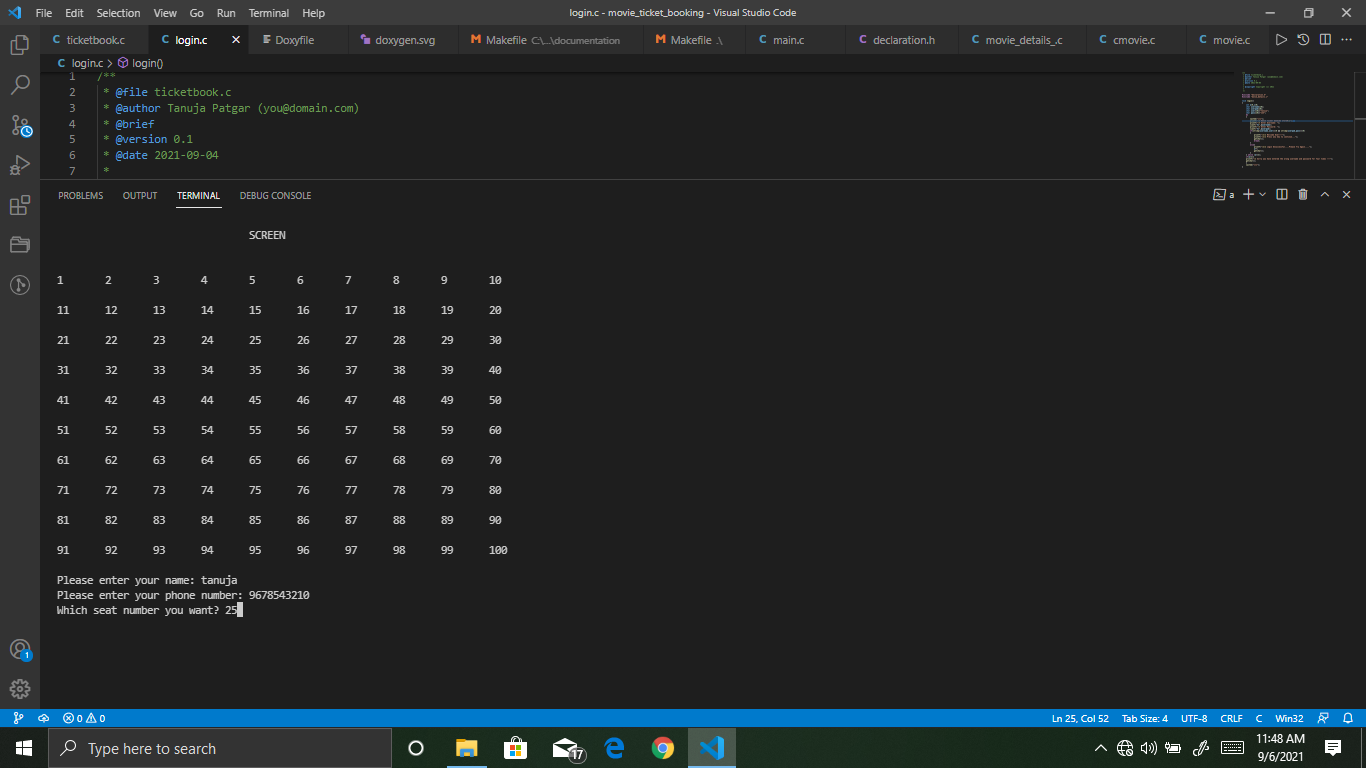 File Edit Selection View Go Run Terminal Help login.c - movie_ticket_booking - Visual Studio Code
C ticketbook.c C login.c Doxyfile doxygen.svg M Makefile C:\...\documentation M Makefile .\ C main.c C declaration.h C movie_details_.c C cmovie.c C movie.c
C login.c > login()
1 /**
2 * @file ticketbook.c
3 * @author Tanuja Patgar (you@domain.com)
4 * @brief
5 * @version 0.1
6 * @date 2021-09-04
7 *
PROBLEMS OUTPUT TERMINAL DEBUG CONSOLE a
SCREEN
1 2 3 4 5 6 7 8 9 10
11 12 13 14 15 16 17 18 19 20
21 22 23 24 25 26 27 28 29 30
31 32 33 34 35 36 37 38 39 40
41 42 43 44 45 46 47 48 49 50
51 52 53 54 55 56 57 58 59 60
61 62 63 64 65 66 67 68 69 70
71 72 73 74 75 76 77 78 79 80
81 82 83 84 85 86 87 88 89 90
91 92 93 94 95 96 97 98 99 100
Please enter your name: tanuja
Please enter your phone number: 9678543210
Which seat number you want? 25
1
0 0 Ln 25, Col 52 Tab Size: 4 UTF-8 CRLF C Win32
Type here to search 17 11:48 AM
9/6/2021